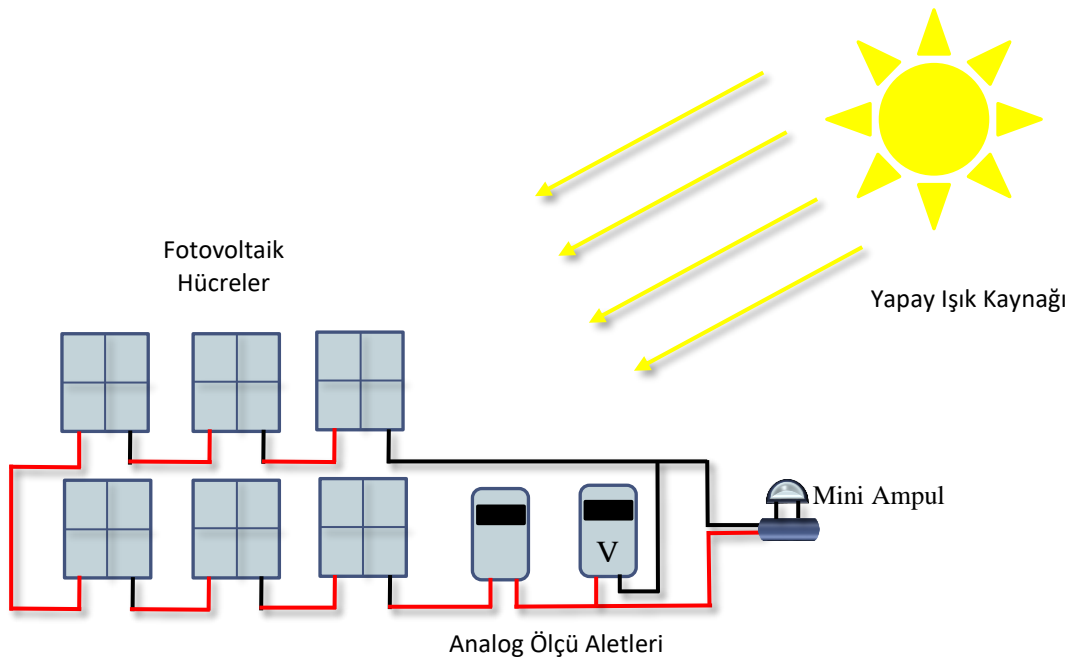 Fotovoltaik
Hücreler
Yapay Işık Kaynağı
Mini Ampul
V
Analog Ölçü Aletleri